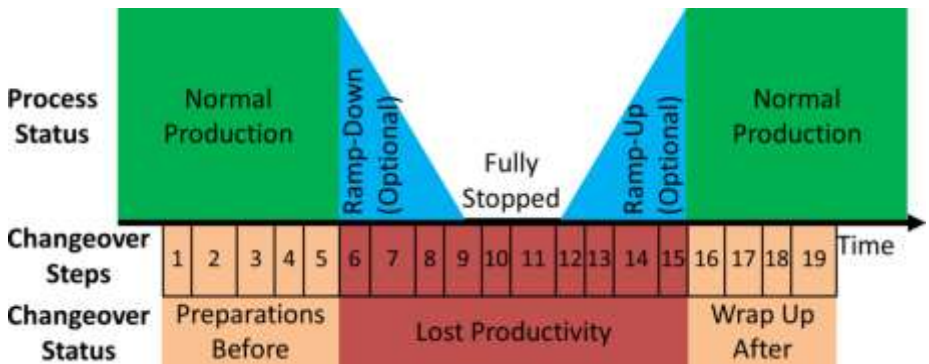 Process
Status
Normal
Production
Ramp-Down
(Optional)
Fully
Stopped
Ramp-Up
(Optional)
Normal
Production
Changeover
Steps
1 2 3 4 5 6 7 8 9 10 11 12 13 14 15 16 17 18 19
Time
Changeover
Status
Preparations
Before
Lost Productivity
Wrap Up
After